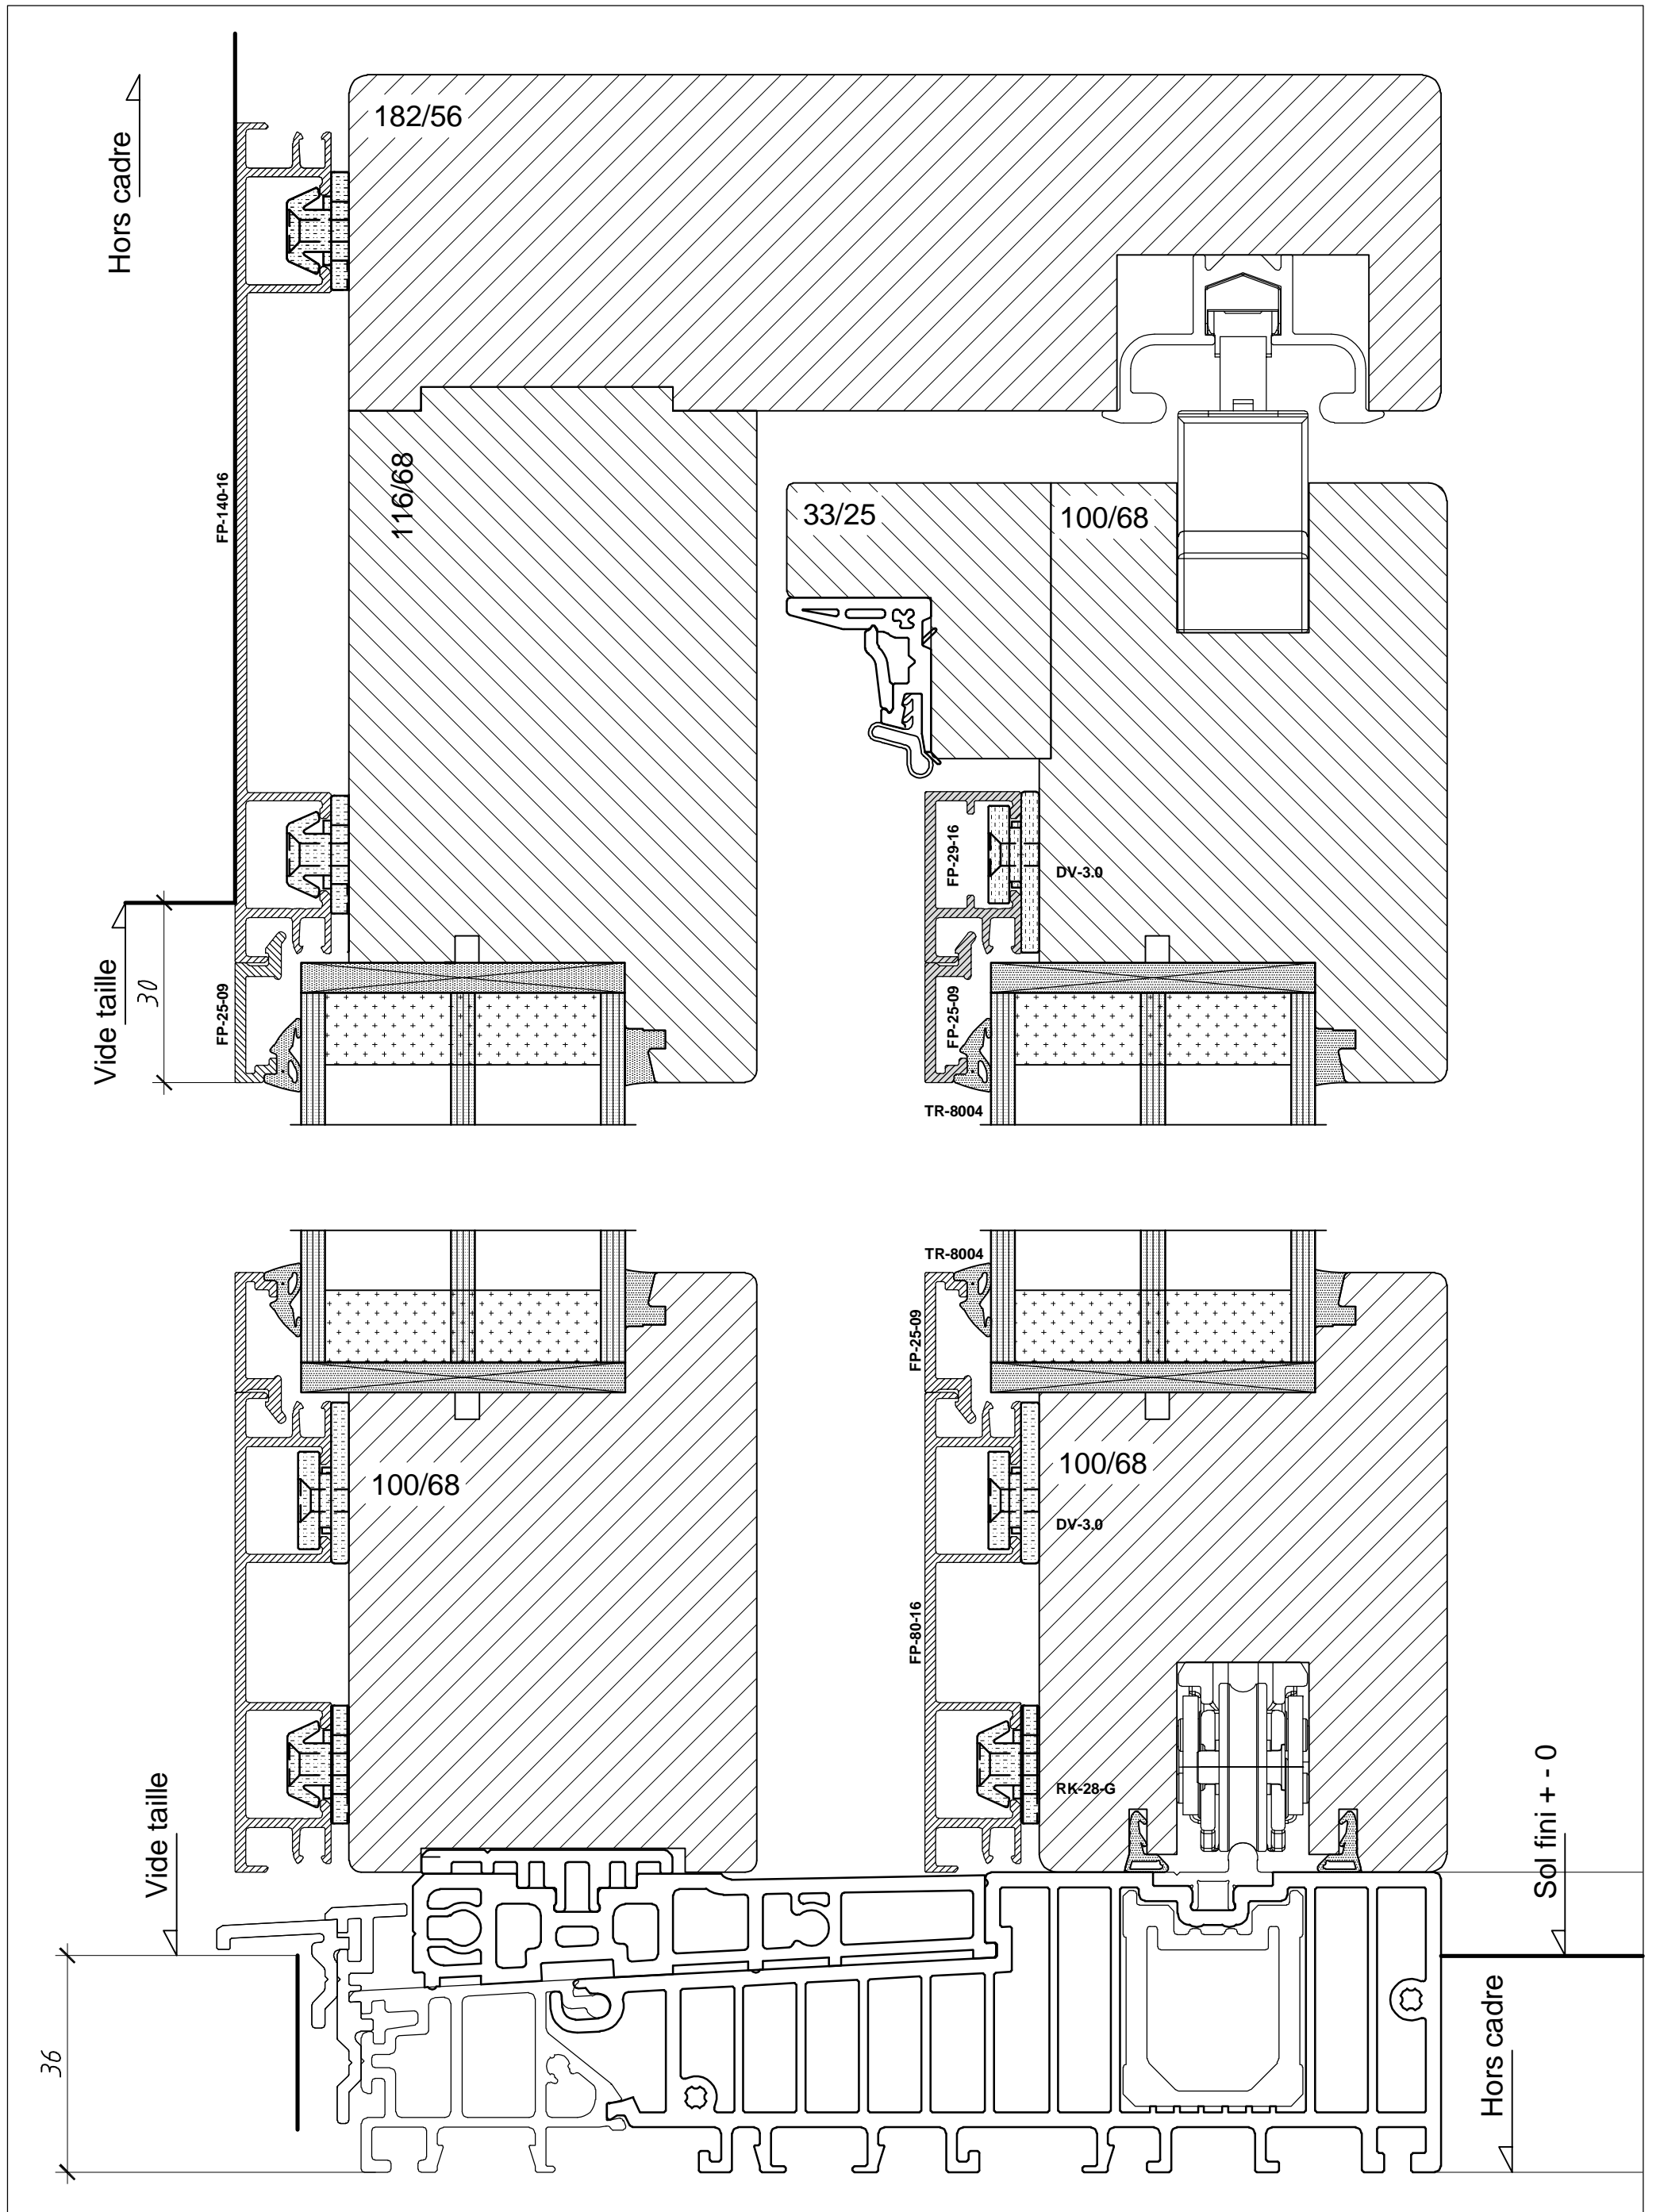 Hors cadre
182/56
FP-140-16
116/68
33/25
100/68
FP-29-16
DV-3.0
Vide taille
30
FP-25-09
FP-25-09
TR-8004
TR-8004
FP-25-09
100/68
100/68
DV-3.0
FP-80-16
RK-28-G
Vide taille
Sol fini + - 0
36
Hors cadre